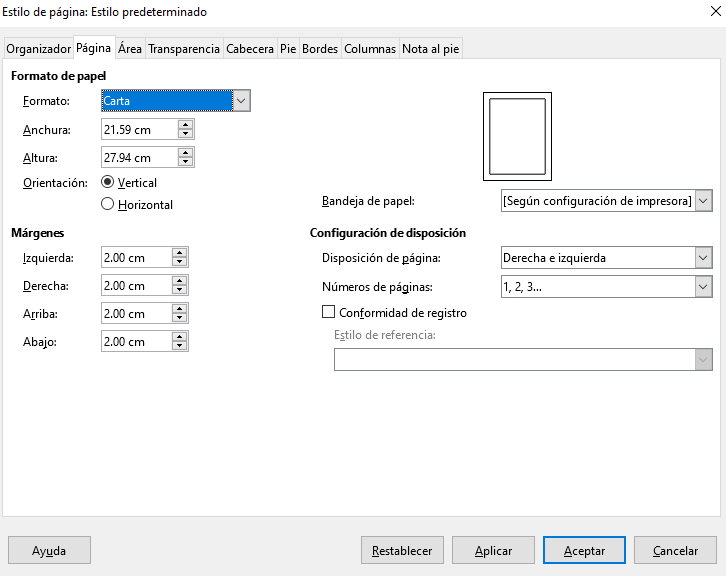 Estilo de página: Estilo predeterminado
Organizador Página Área Transparencia Cabecera Pie Bordes Columnas Nota al pie
Formato de papel
Formato: Carta
Anchura: 21.59 cm
Altura: 27.94 cm
Orientación: Vertical
Horizontal
Bandeja de papel: [Según configuración de impresora]
Márgenes
Izquierda: 2.00 cm
Derecha: 2.00 cm
Arriba: 2.00 cm
Abajo: 2.00 cm
Configuración de disposición
Disposición de página: Derecha e izquierda
Números de páginas: 1, 2, 3...
Conformidad de registro
Estilo de referencia:
Ayuda Restablecer Aplicar Aceptar Cancelar